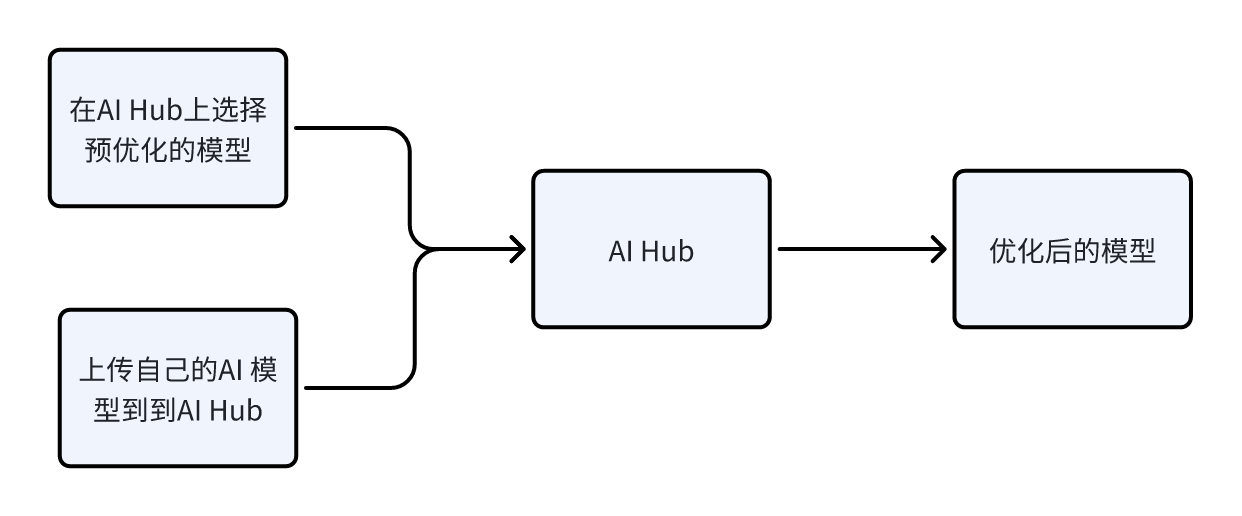 在AI Hub上选择
预优化的模型
上传自己的AI 模
型到到AI Hub
AI Hub
优化后的模型